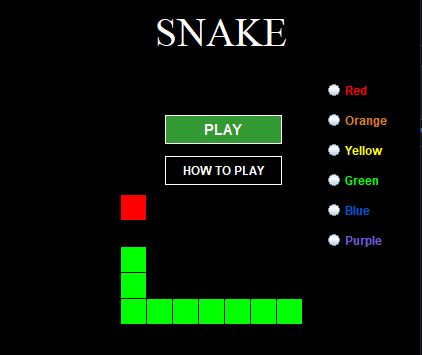 SNAKE
PLAY
HOW TO PLAY
Red
Orange
Yellow
Green
Blue
Purple